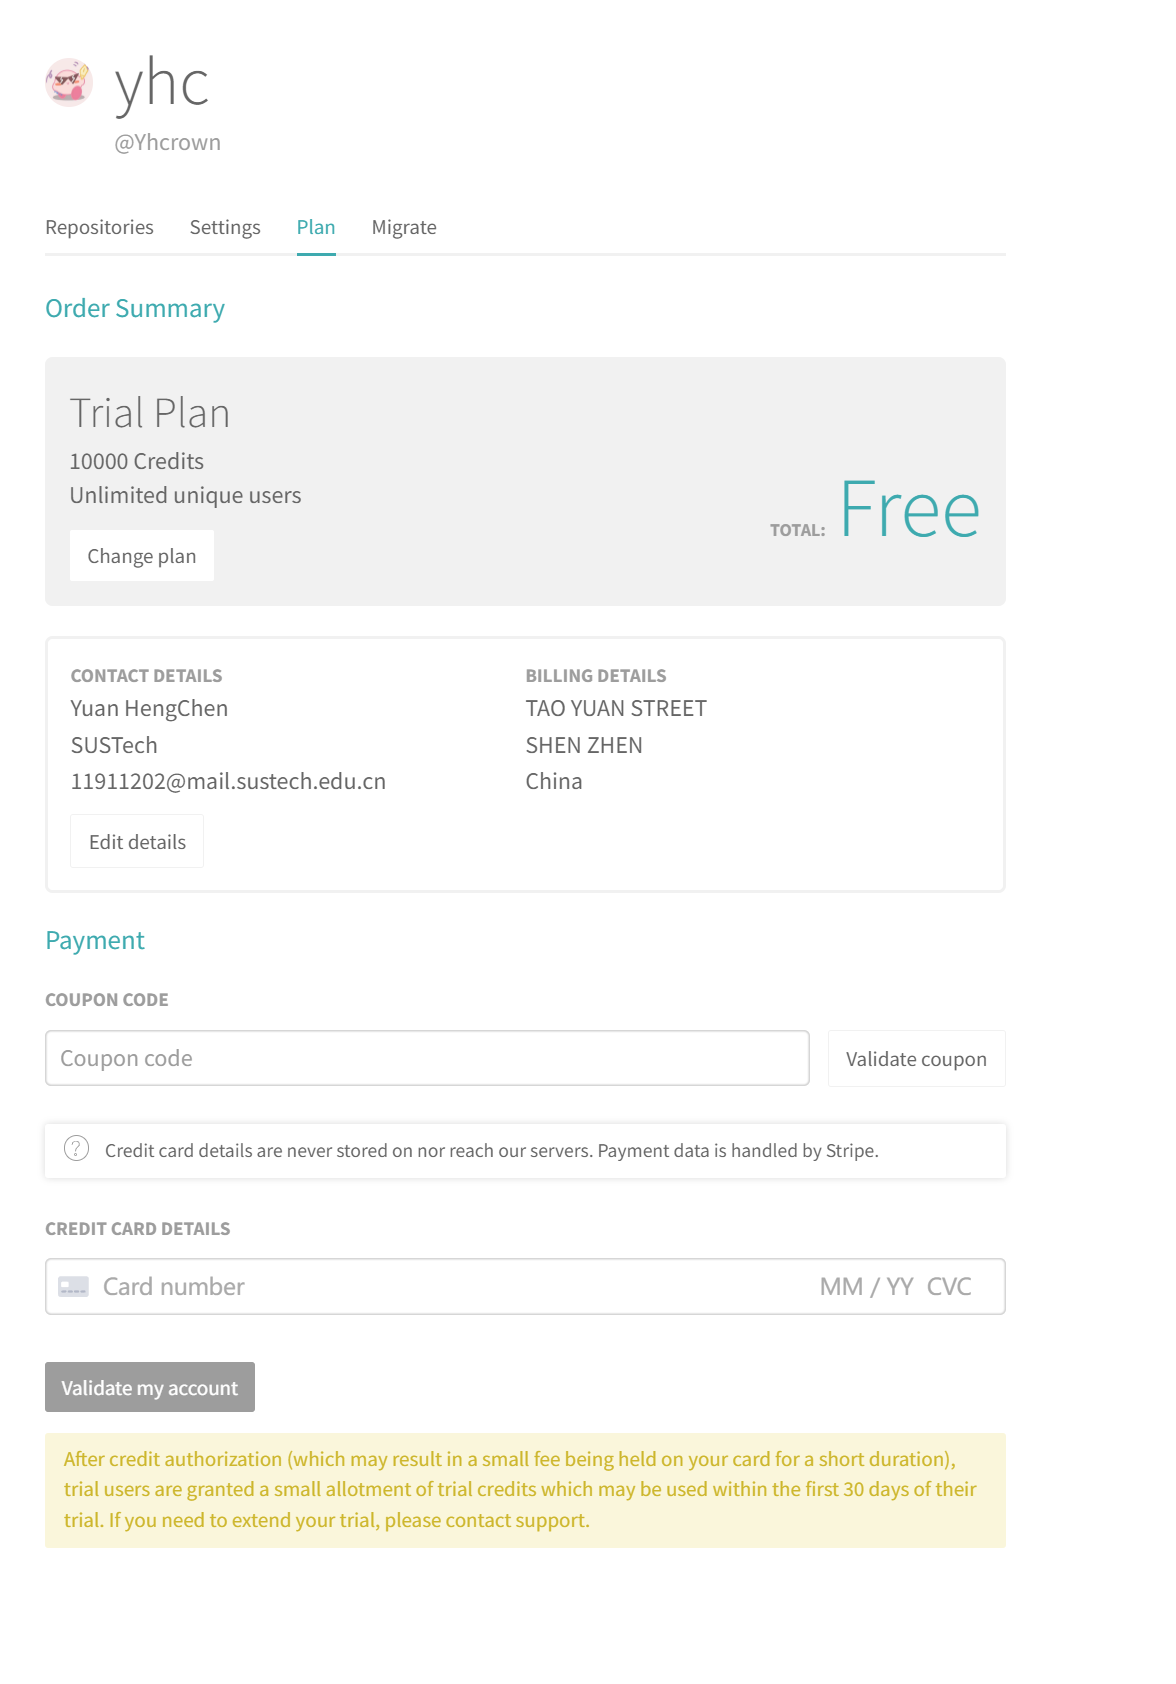 yhc
@Yhcrown
Repositories Settings Plan Migrate
Order Summary
Trial Plan
10000 Credits
Unlimited unique users
TOTAL: Free
Change plan
CONTACT DETAILS
Yuan HengChen
SUSTech
11911202@mail.sustech.edu.cn
Edit details
BILLING DETAILS
TAO YUAN STREET
SHEN ZHEN
China
Payment
COUPON CODE
Coupon code
Validate coupon
Credit card details are never stored on nor reach our servers. Payment data is handled by Stripe.
CREDIT CARD DETAILS
Card number MM / YY CVC
Validate my account
After credit authorization (which may result in a small fee being held on your card for a short duration),
trial users are granted a small allotment of trial credits which may be used within the first 30 days of their
trial. If you need to extend your trial, please contact support.